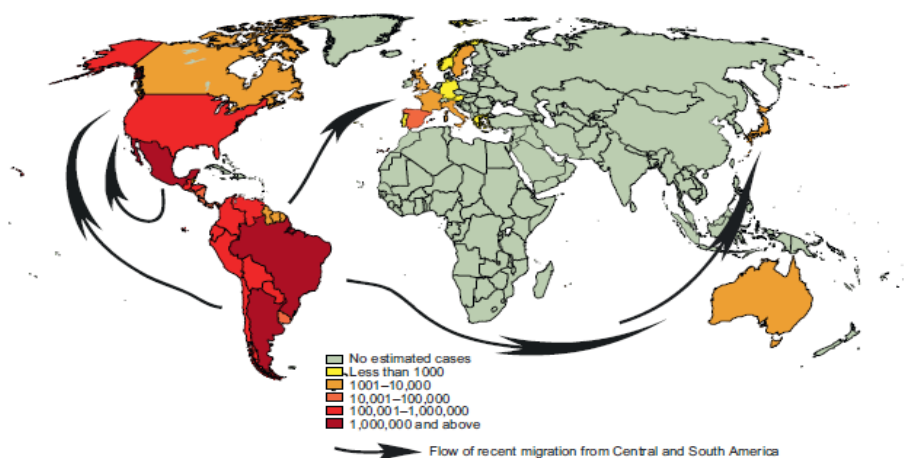 No estimated cases
Less than 1000
1001–10,000
10,001–100,000
100,001–1,000,000
1,000,000 and above
Flow of recent migration from Central and South America